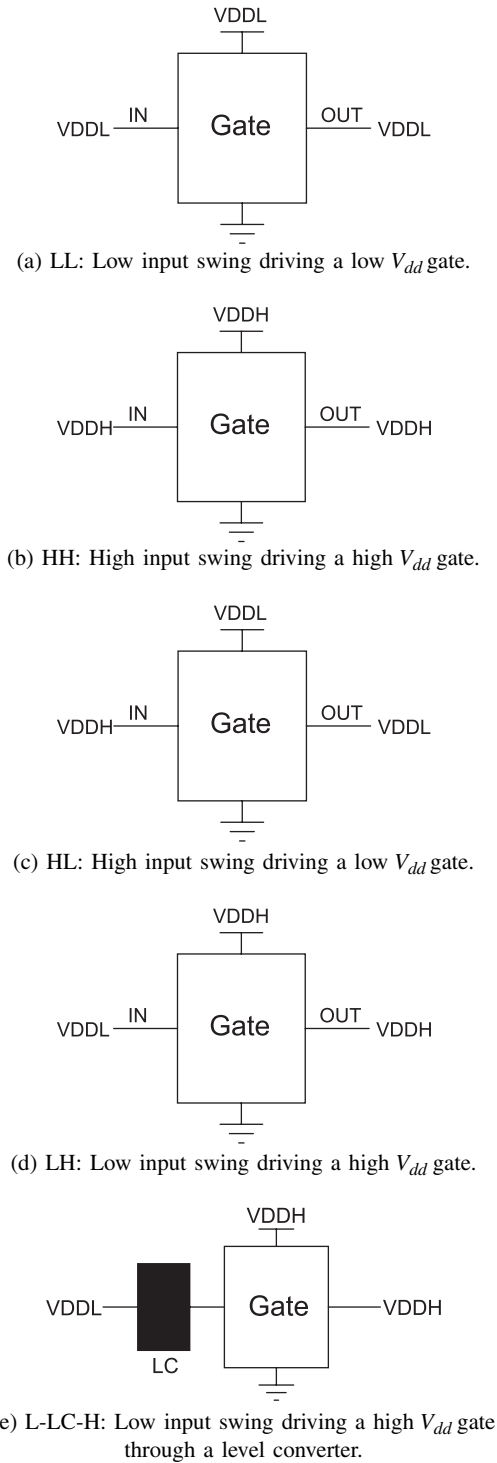 VDDL
IN
Gate
OUT
VDDL
VDDL
(a) LL: Low input swing driving a low Vdd gate.
VDDH
IN
Gate
OUT
VDDH
VDDH
(b) HH: High input swing driving a high Vdd gate.
VDDL
IN
Gate
OUT
VDDH
VDDL
(c) HL: High input swing driving a low Vdd gate.
VDDH
IN
Gate
OUT
VDDL
VDDH
(d) LH: Low input swing driving a high Vdd gate.
VDDH
VDDL
Gate
VDDH
LC
e) L-LC-H: Low input swing driving a high Vdd gate
through a level converter.